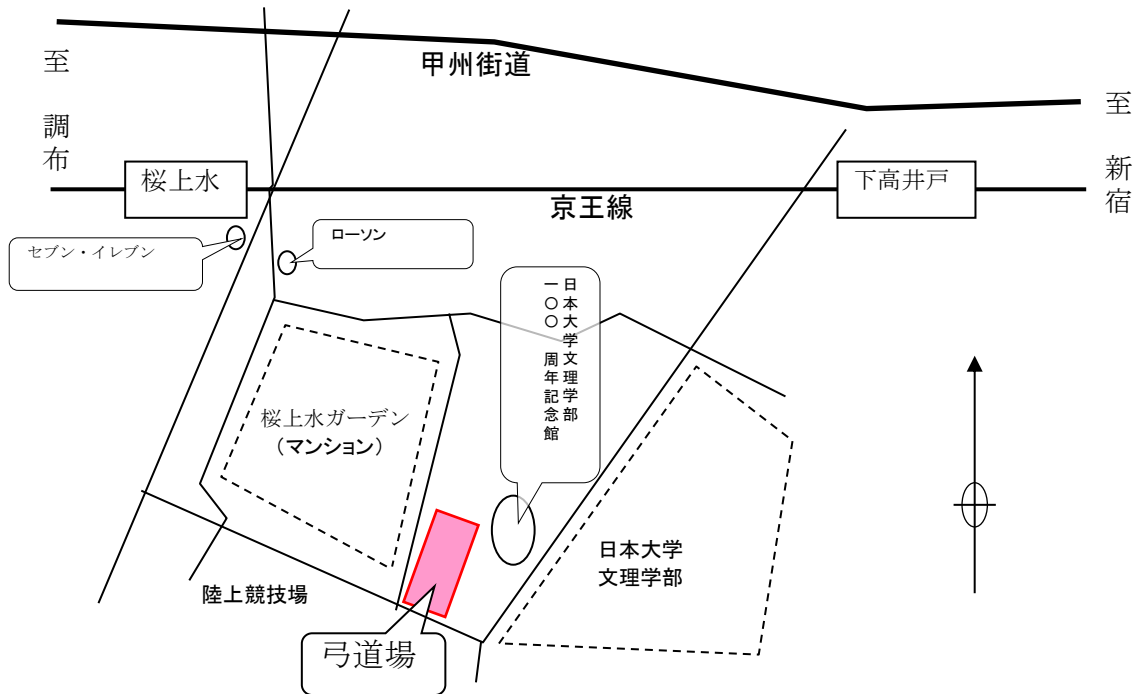 甲州街道
至 調布
至 新宿
桜上水
下高井戸
京王線
セブン・イレブン
ローソン
日本大学文理学部
一〇〇 周年記念館
桜上水ガーデン
（マンション）
日本大学
文理学部
陸上競技場
弓道場